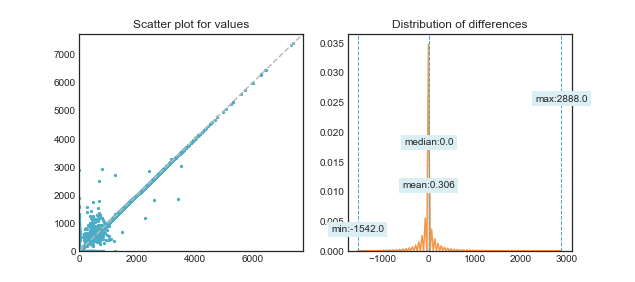 Scatter plot for values
7000
6000
5000
4000
3000
2000
1000
0
0 2000 4000 6000
Distribution of differences
0.035
0.030
0.025
0.020
0.015
0.010
0.005
0.000
max:2888.0
median:0.0
mean:0.306
min:-1542.0
−1000 0 1000 2000 3000